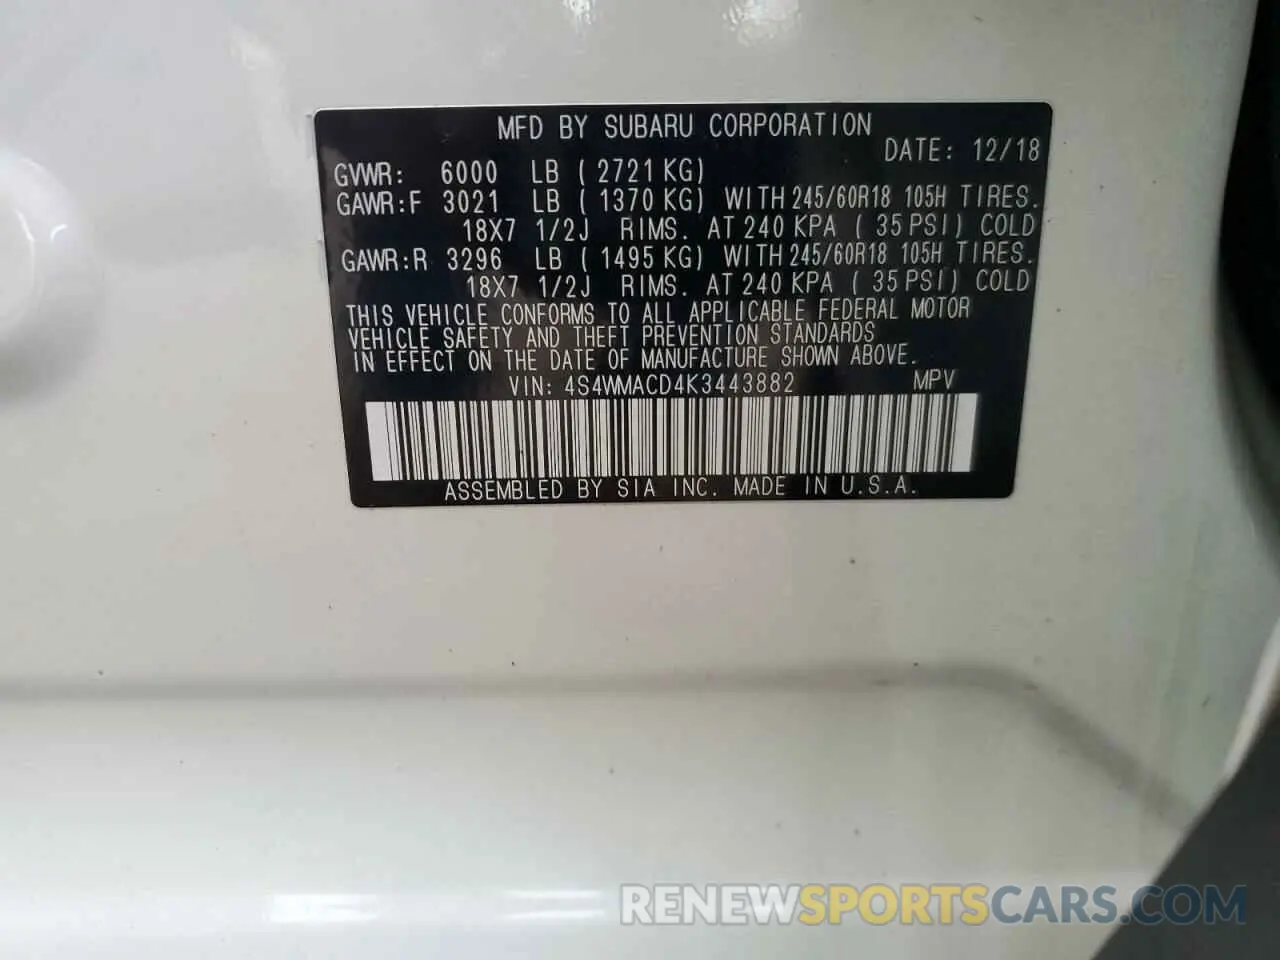 MFD BY SUBARU CORPORATION
DATE: 12/18
GVWR: 6000 LB ( 2721 KG)
GAWR:F 3021 LB ( 1370 KG) WITH 245/60R18 105H TIRES.
18X7 1/2J RIMS. AT 240 KPA ( 35 PSI) COLD
GAWR:R 3296 LB ( 1495 KG) WITH 245/60R18 105H TIRES.
18X7 1/2J RIMS. AT 240 KPA ( 35 PSI) COLD
THIS VEHICLE CONFORMS TO ALL APPLICABLE FEDERAL MOTOR
VEHICLE SAFETY AND THEFT PREVENTION STANDARDS
IN EFFECT ON THE DATE OF MANUFACTURE SHOWN ABOVE.
VIN: 4S4WMACD4K3443882 MPV
ASSEMBLED BY SIA INC. MADE IN U.S.A.
RENEWSPORTSCARS.COM